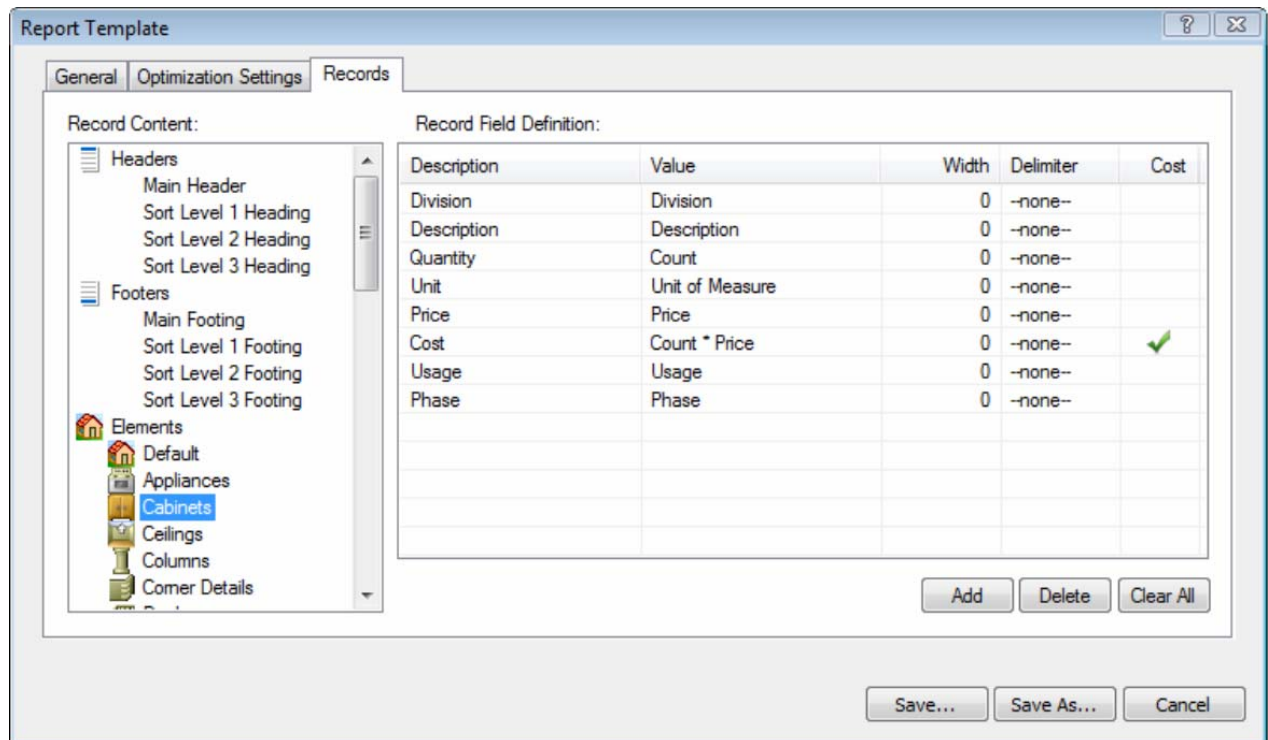 Report Template
General Optimization Settings Records
Record Content:
Record Field Definition:
Headers
Main Header
Sort Level 1 Heading
Sort Level 2 Heading
Sort Level 3 Heading
Footers
Main Footing
Sort Level 1 Footing
Sort Level 2 Footing
Sort Level 3 Footing
Elements
Default
Appliances
Cabinets
Ceilings
Columns
Corner Details
Description Value Width Delimiter Cost
Division Division 0 --none--
Description Description 0 --none--
Quantity Count 0 --none--
Unit Unit of Measure 0 --none--
Price Price 0 --none--
Cost Count * Price 0 --none--
Usage Usage 0 --none--
Phase Phase 0 --none--
Add Delete Clear All
Save... Save As... Cancel